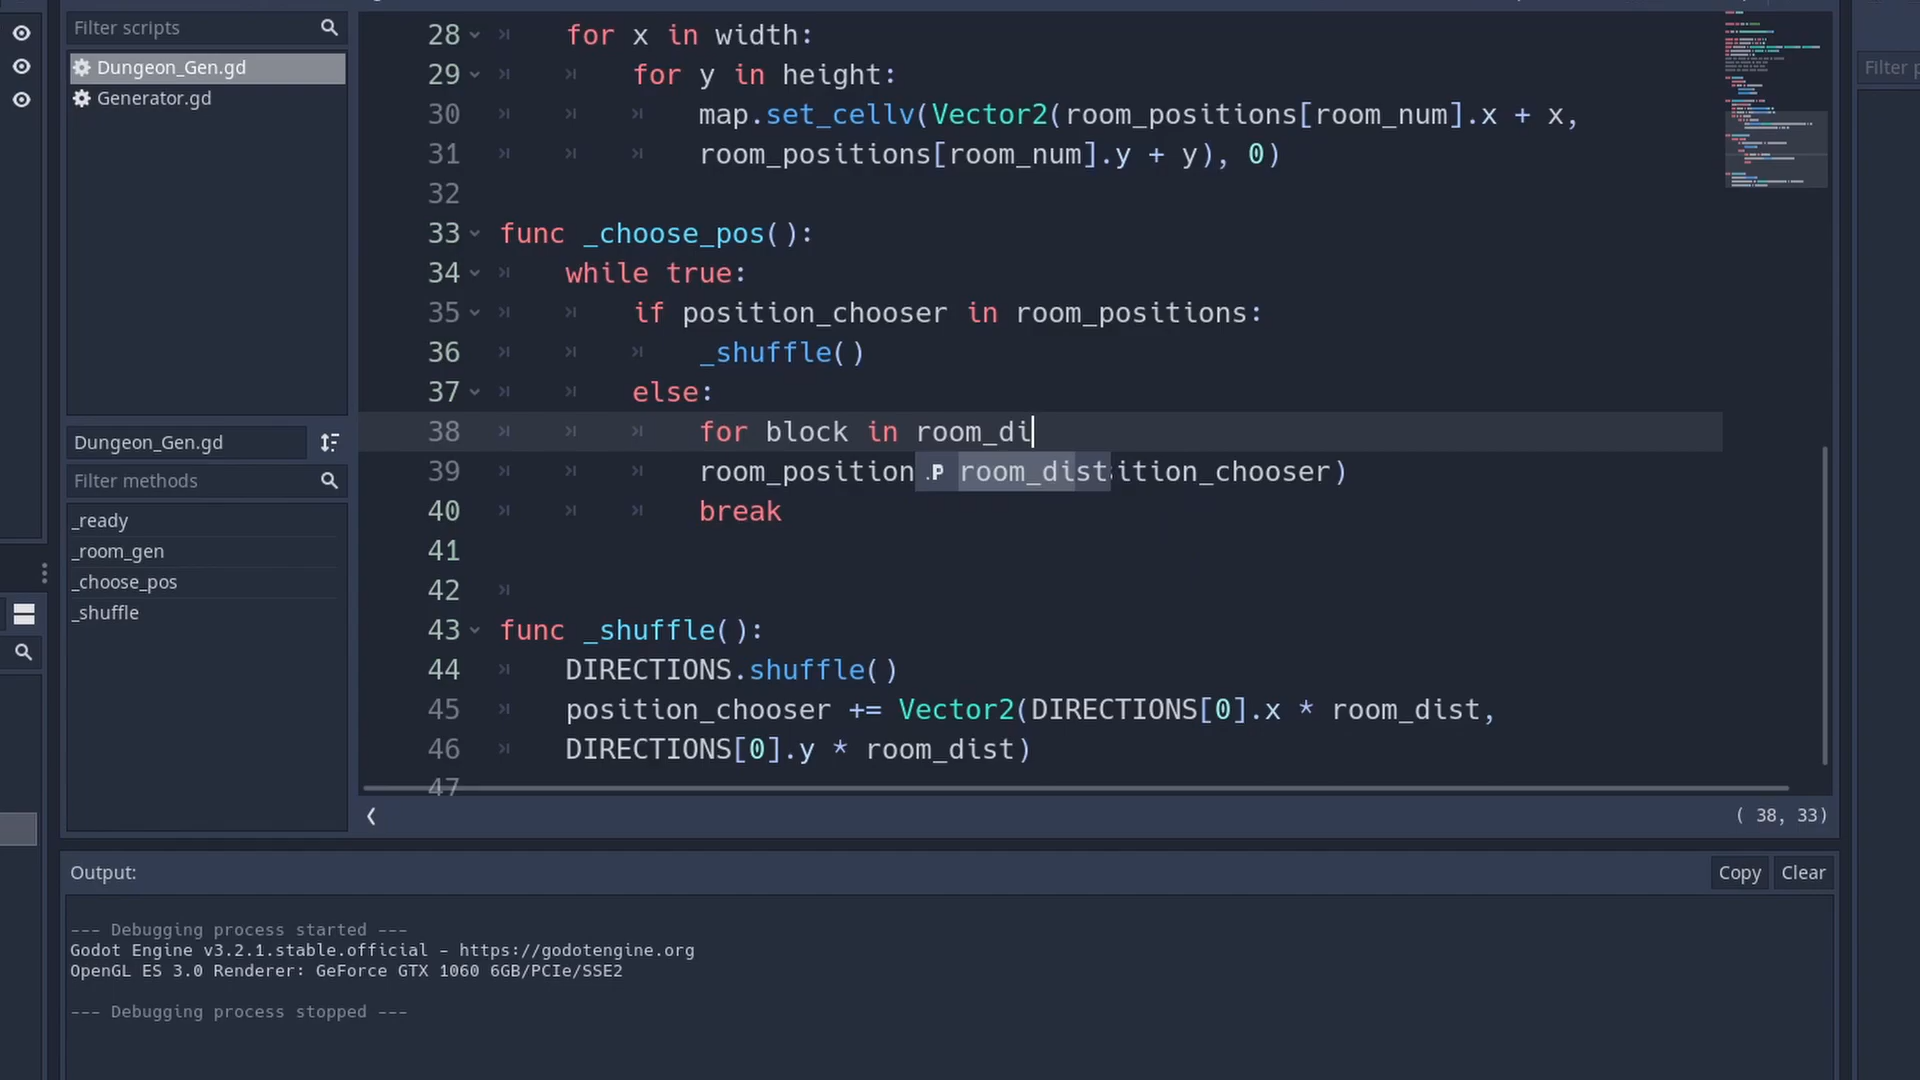 Filter scripts
Dungeon_Gen.gd
Generator.gd
Dungeon_Gen.gd
Filter methods
_ready
_room_gen
_choose_pos
_shuffle
28 for x in width:
29 for y in height:
30 map.set_cellv(Vector2(room_positions[room_num].x + x,
31 room_positions[room_num].y + y), 0)
32
33 func _choose_pos():
34 while true:
35 if position_chooser in room_positions:
36 _shuffle()
37 else:
38 for block in room_di
39 room_position .P room_distition_chooser)
40 break
41
42
43 func _shuffle():
44 DIRECTIONS.shuffle()
45 position_chooser += Vector2(DIRECTIONS[0].x * room_dist,
46 DIRECTIONS[0].y * room_dist)
47
( 38, 33)
Filter
Output:
Copy Clear
--- Debugging process started ---
Godot Engine v3.2.1.stable.official - https://godotengine.org
OpenGL ES 3.0 Renderer: GeForce GTX 1060 6GB/PCIe/SSE2
--- Debugging process stopped ---